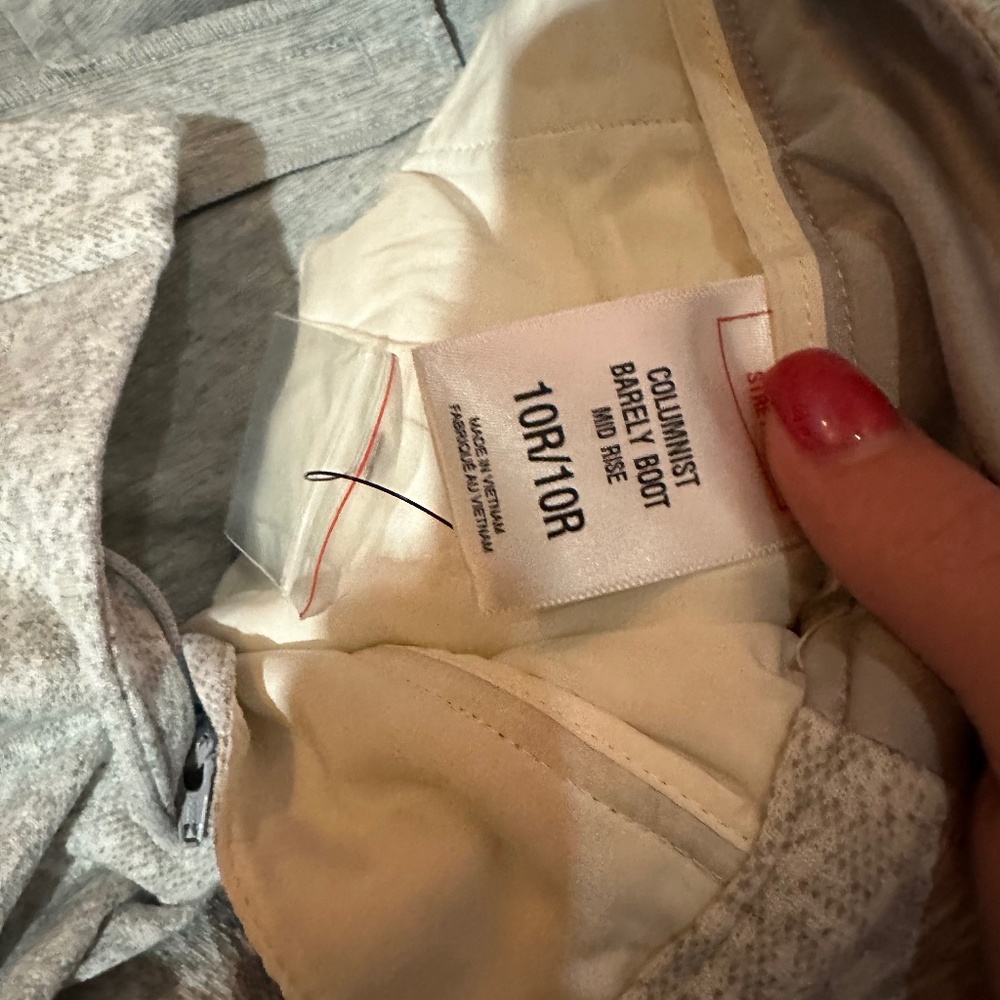 COLUMNIST
BARELY BOOT
MID RISE
10R/10R
MADE IN VIETNAM
FABRIQUÉ AU VIETNAM